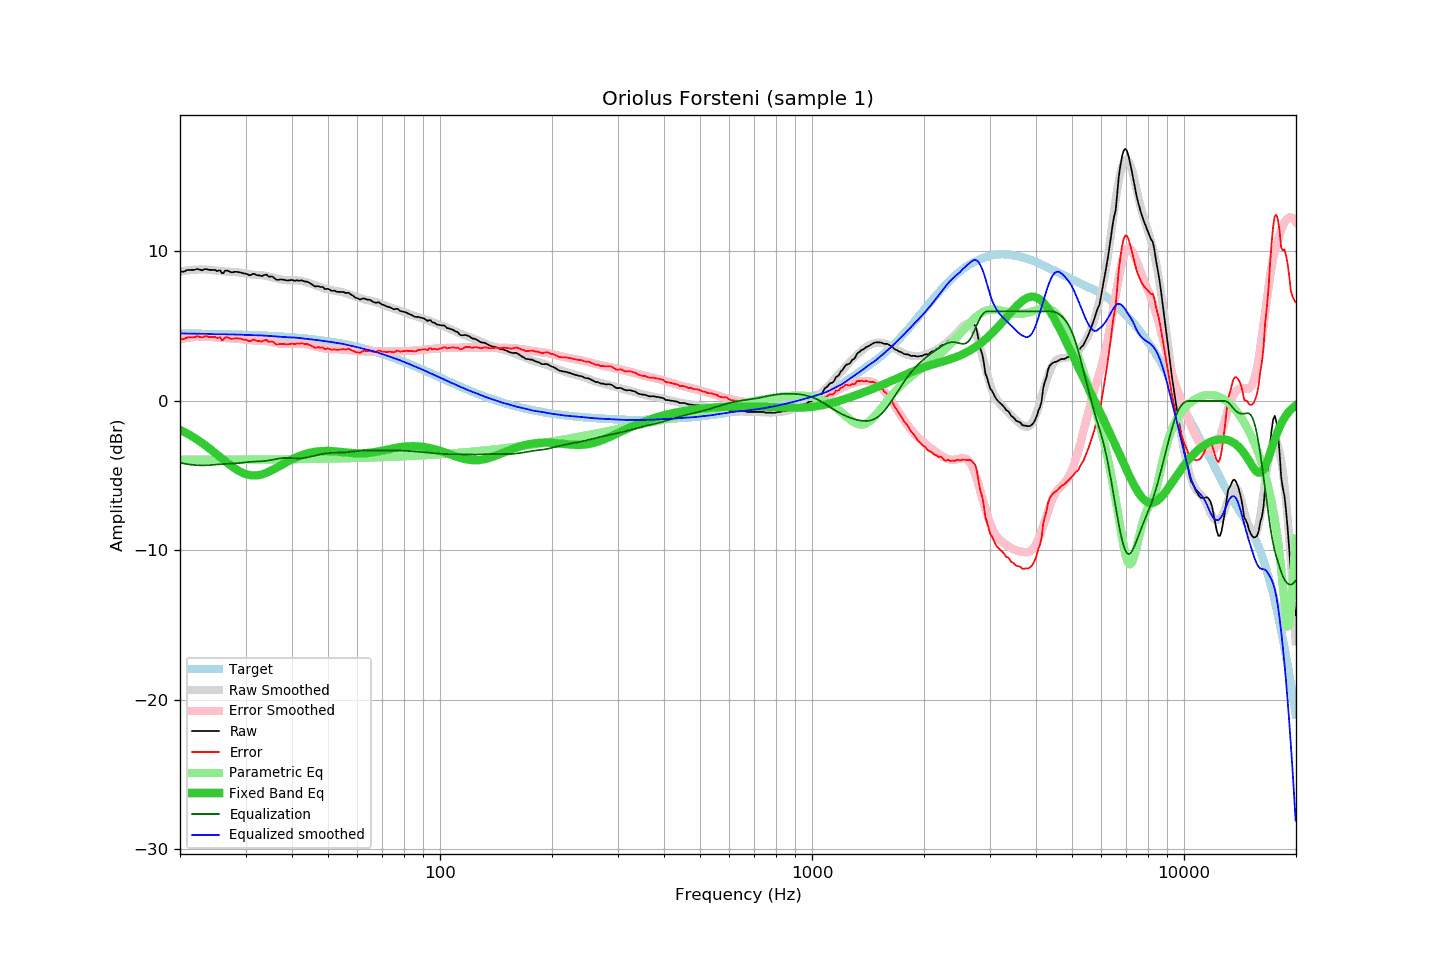 Oriolus Forsteni (sample 1)
10
0
−10
−20
−30
Amplitude (dBr)
Target
Raw Smoothed
Error Smoothed
Raw
Error
Parametric Eq
Fixed Band Eq
Equalization
Equalized smoothed
100
1000
10000
Frequency (Hz)